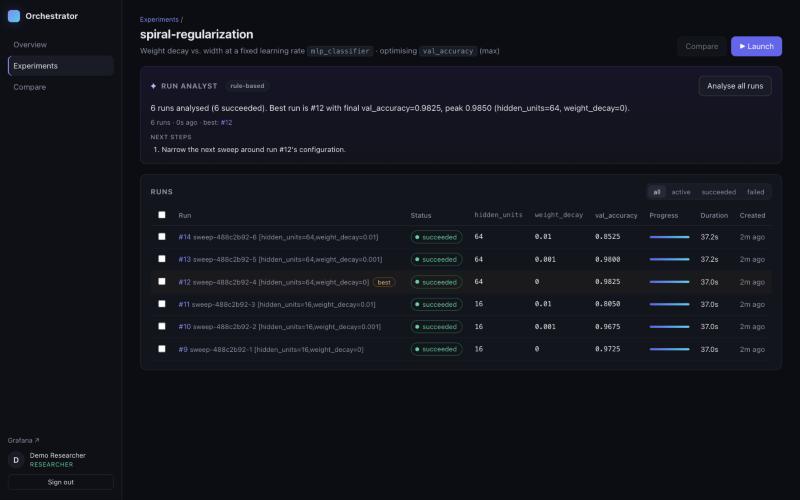 Orchestrator
Overview
Experiments
Compare
Grafana ↗
D
Demo Researcher
RESEARCHER
Sign out
Experiments /
spiral-regularization
Weight decay vs. width at a fixed learning rate mlp_classifier · optimising val_accuracy (max)
Compare
▶ Launch
✦ RUN ANALYST rule-based
Analyse all runs
6 runs analysed (6 succeeded). Best run is #12 with final val_accuracy=0.9825, peak 0.9850 (hidden_units=64, weight_decay=0).
6 runs · 0s ago · best: #12
NEXT STEPS
1. Narrow the next sweep around run #12's configuration.
RUNS
all active succeeded failed
Run Status hidden_units weight_decay val_accuracy Progress Duration Created
#14 sweep-488c2b92-6 [hidden_units=64,weight_decay=0.01] succeeded 64 0.01 0.8525 37.2s 2m ago
#13 sweep-488c2b92-5 [hidden_units=64,weight_decay=0.001] succeeded 64 0.001 0.9800 37.2s 2m ago
#12 sweep-488c2b92-4 [hidden_units=64,weight_decay=0] best succeeded 64 0 0.9825 37.0s 2m ago
#11 sweep-488c2b92-3 [hidden_units=16,weight_decay=0.01] succeeded 16 0.01 0.8050 37.0s 2m ago
#10 sweep-488c2b92-2 [hidden_units=16,weight_decay=0.001] succeeded 16 0.001 0.9675 37.0s 2m ago
#9 sweep-488c2b92-1 [hidden_units=16,weight_decay=0] succeeded 16 0 0.9725 37.0s 2m ago